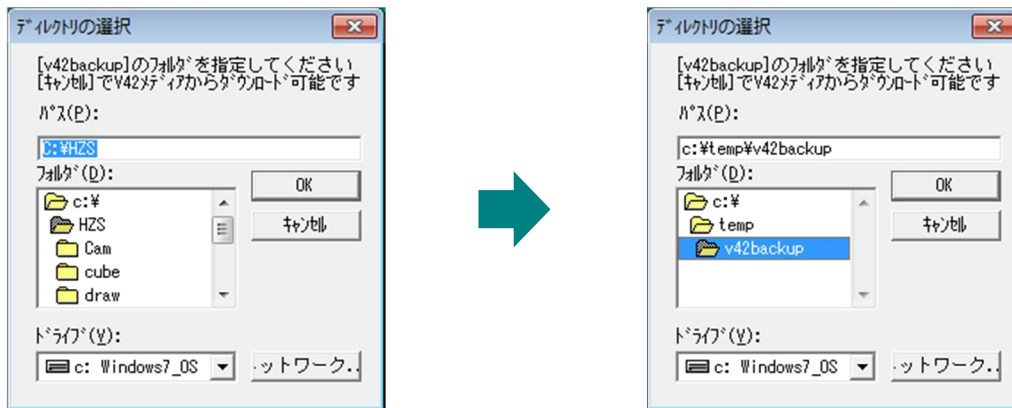 ﾃﾞｨﾚｸﾄﾘの選択
[v42backup]のﾌｫﾙﾀﾞを指定してください
[ｷｬﾝｾﾙ]でV42ﾒﾃﾞｨｱからﾀﾞｳﾝﾛｰﾄﾞ可能です
ﾊﾟｽ(P):
C:¥HZS
ﾌｫﾙﾀﾞ(D):
OK
c:¥
HZS
ｷｬﾝｾﾙ
Cam
cube
draw
ﾄﾞﾗｲﾌﾞ(V):
c: Windows7_OS
ットワーク..
ﾃﾞｨﾚｸﾄﾘの選択
[v42backup]のﾌｫﾙﾀﾞを指定してください
[ｷｬﾝｾﾙ]でV42ﾒﾃﾞｨｱからﾀﾞｳﾝﾛｰﾄﾞ可能です
ﾊﾟｽ(P):
c:¥temp¥v42backup
ﾌｫﾙﾀﾞ(D):
OK
c:¥
temp
ｷｬﾝｾﾙ
v42backup
ﾄﾞﾗｲﾌﾞ(V):
c: Windows7_OS
ットワーク..